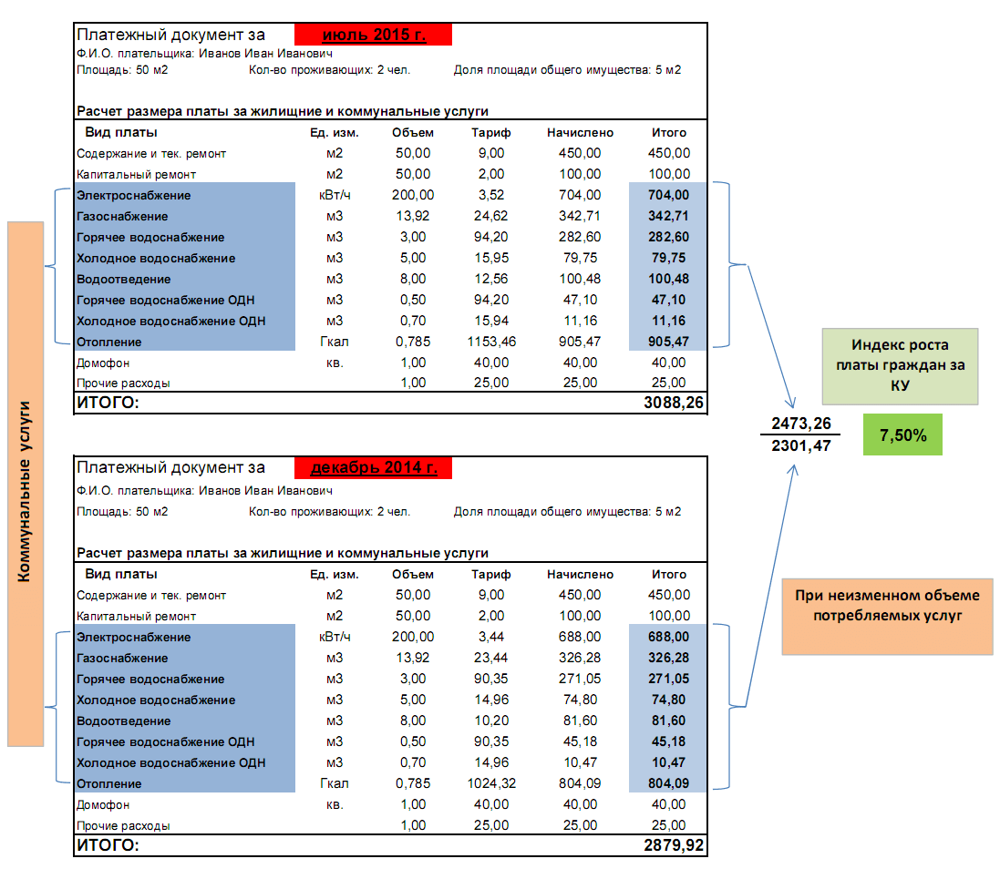 Платежный документ за июль 2015 г.
Ф.И.О. плательщика: Иванов Иван Иванович
Площадь: 50 м2 Кол-во проживающих: 2 чел. Доля площади общего имущества: 5 м2
Расчет размера платы за жилищние и коммунальные услуги
Вид платы Ед. изм. Объем Тариф Начислено Итого
Содержание и тек. ремонт м2 50,00 9,00 450,00 450,00
Капитальный ремонт м2 50,00 2,00 100,00 100,00
Электроснабжение кВт/ч 200,00 3,52 704,00 704,00
Газоснабжение м3 13,92 24,62 342,71 342,71
Горячее водоснабжение м3 3,00 94,20 282,60 282,60
Холодное водоснабжение м3 5,00 15,95 79,75 79,75
Водоотведение м3 8,00 12,56 100,48 100,48
Горячее водоснабжение ОДН м3 0,50 94,20 47,10 47,10
Холодное водоснабжение ОДН м3 0,70 15,94 11,16 11,16
Отопление Гкал 0,785 1153,46 905,47 905,47
Домофон кв. 1,00 40,00 40,00 40,00
Прочие расходы 1,00 25,00 25,00 25,00
ИТОГО: 3088,26
Коммунальные услуги
Индекс роста
платы граждан за
КУ
2473,26
2301,47
7,50%
Платежный документ за декабрь 2014 г.
Ф.И.О. плательщика: Иванов Иван Иванович
Площадь: 50 м2 Кол-во проживающих: 2 чел. Доля площади общего имущества: 5 м2
Расчет размера платы за жилищние и коммунальные услуги
Вид платы Ед. изм. Объем Тариф Начислено Итого
Содержание и тек. ремонт м2 50,00 9,00 450,00 450,00
Капитальный ремонт м2 50,00 2,00 100,00 100,00
Электроснабжение кВт/ч 200,00 3,44 688,00 688,00
Газоснабжение м3 13,92 23,44 326,28 326,28
Горячее водоснабжение м3 3,00 90,35 271,05 271,05
Холодное водоснабжение м3 5,00 14,96 74,80 74,80
Водоотведение м3 8,00 10,20 81,60 81,60
Горячее водоснабжение ОДН м3 0,50 90,35 45,18 45,18
Холодное водоснабжение ОДН м3 0,70 14,96 10,47 10,47
Отопление Гкал 0,785 1024,32 804,09 804,09
Домофон кв. 1,00 40,00 40,00 40,00
Прочие расходы 1,00 25,00 25,00 25,00
ИТОГО: 2879,92
При неизменном объеме
потребляемых услуг